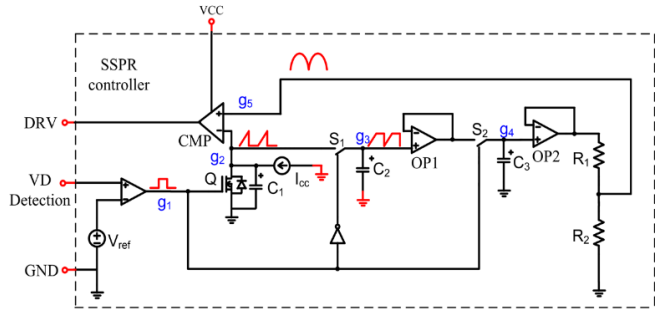 VCC
SSPR
controller
DRV
CMP
g5
g2
Q
C1
Icc
S1
g3
C2
OP1
S2
g4
C3
OP2
R1
R2
VD
Detection
g1
Vref
GND